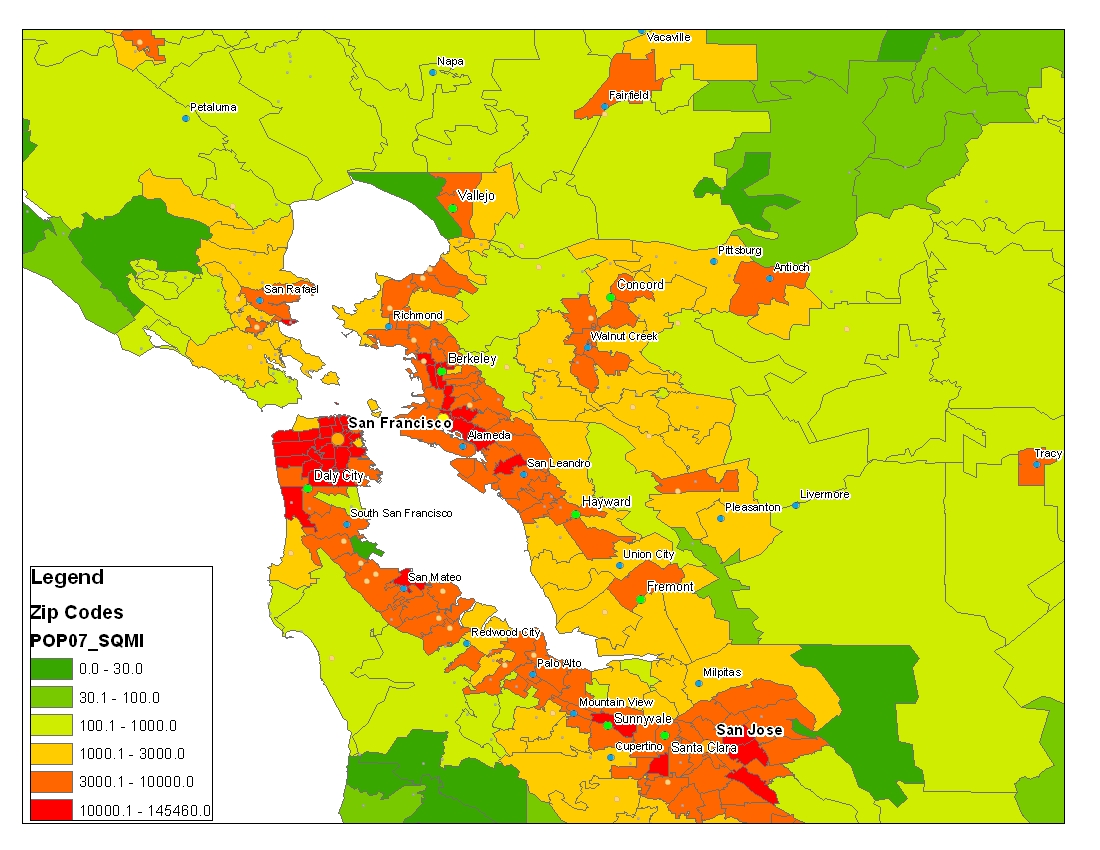 Vacaville
Napa
Fairfield
Petaluma
Vallejo
Pittsburg
Antioch
Concord
San Rafael
Richmond
Walnut Creek
Berkeley
San Francisco
Alameda
Tracy
San Leandro
Daly City
Livermore
Hayward
Pleasanton
South San Francisco
Union City
San Mateo
Fremont
Redwood City
Palo Alto
Milpitas
Mountain View
Sunnyvale
San Jose
Cupertino
Santa Clara
Legend
Zip Codes
POP07_SQMI
0.0 - 30.0
30.1 - 100.0
100.1 - 1000.0
1000.1 - 3000.0
3000.1 - 10000.0
10000.1 - 145460.0